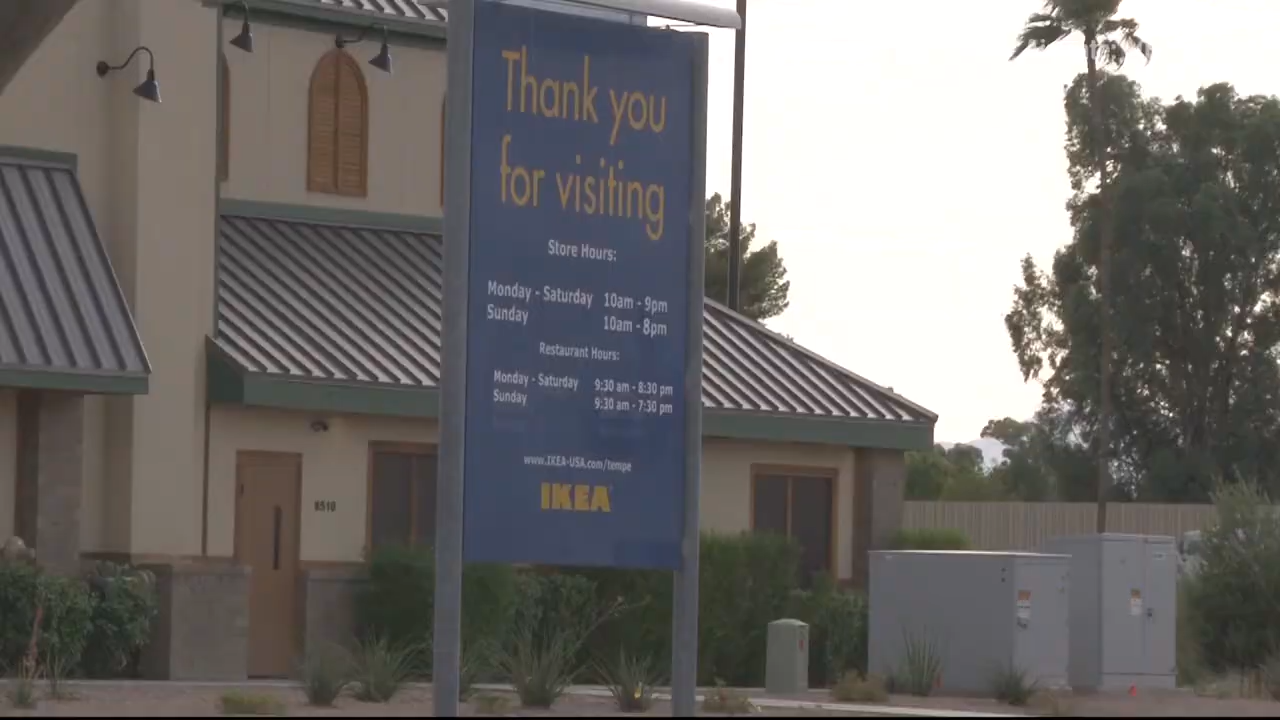 Thank you
for visiting
Store Hours:
Monday - Saturday 10am - 9pm
Sunday 10am - 8pm
Restaurant Hours:
Monday - Saturday 9:30 am - 8:30 pm
Sunday 9:30 am - 7:30 pm
www.IKEA-USA.com/tempe
IKEA
8510